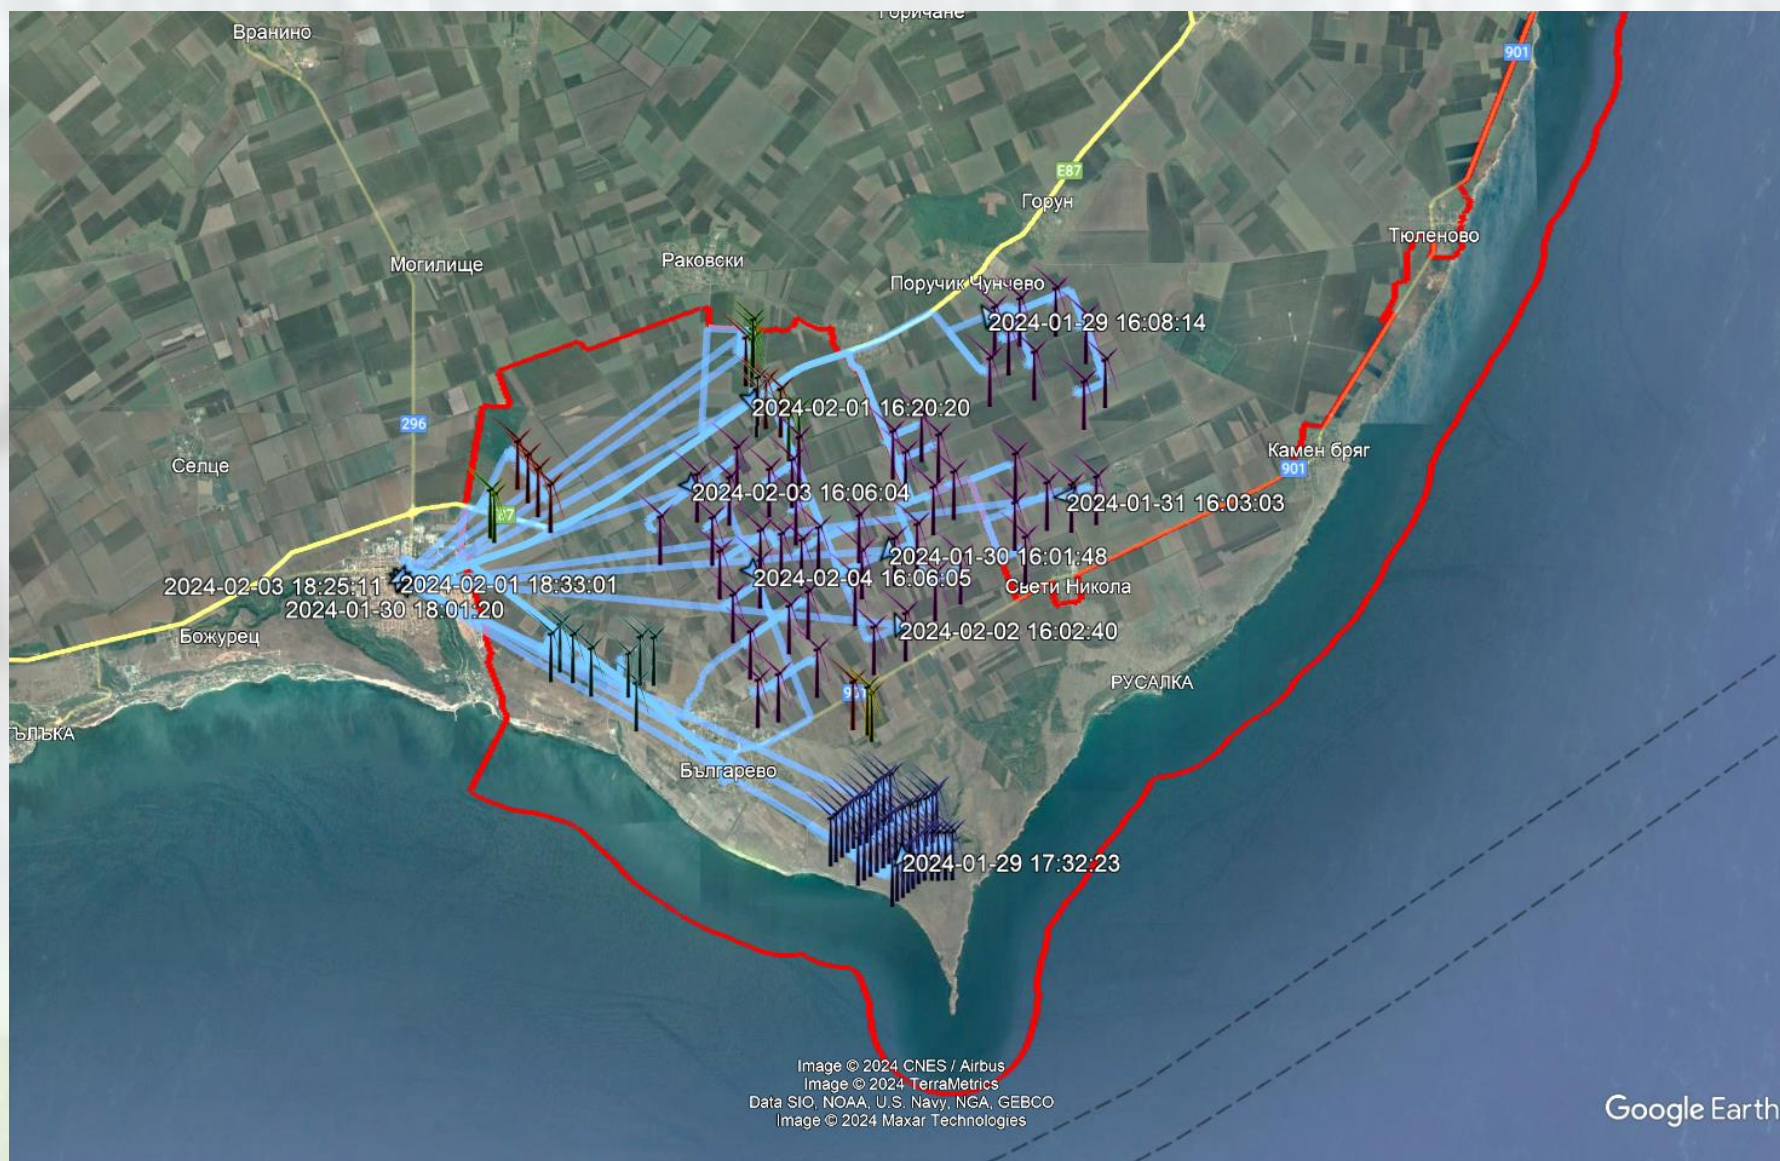 Горичане
Вранино
901
E87
Горун
Тюленово
Раковски
Могилище
Поручик Чунчево
2024-01-29 16:08:14
2024-02-01 16:20:20
296
Камен бряг
Селце
901
2024-02-03 16:06:04
2024-01-31 16:03:03
2024-01-30 16:01:48
2024-02-04 16:06:05
2024-02-03 18:25:11
2024-02-01 18:33:01
Свети Никола
2024-01-30 18:01:20
2024-02-02 16:02:40
Божурец
РУСАЛКА
Българево
2024-01-29 17:32:23
Image © 2024 CNES / Airbus
Image © 2024 TerraMetrics
Data SIO, NOAA, U.S. Navy, NGA, GEBCO
Image © 2024 Maxar Technologies
Google Earth